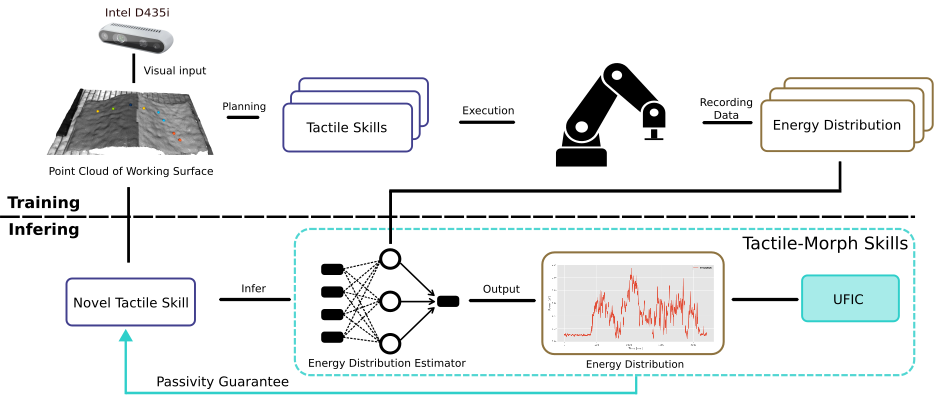 Intel D435i
Visual input
Planning
Tactile Skills
Execution
Recording
Data
Energy Distribution
Point Cloud of Working Surface
Training
Infering
Tactile-Morph Skills
Novel Tactile Skill
Infer
Output
UFIC
Energy Distribution Estimator
Energy Distribution
Passivity Guarantee